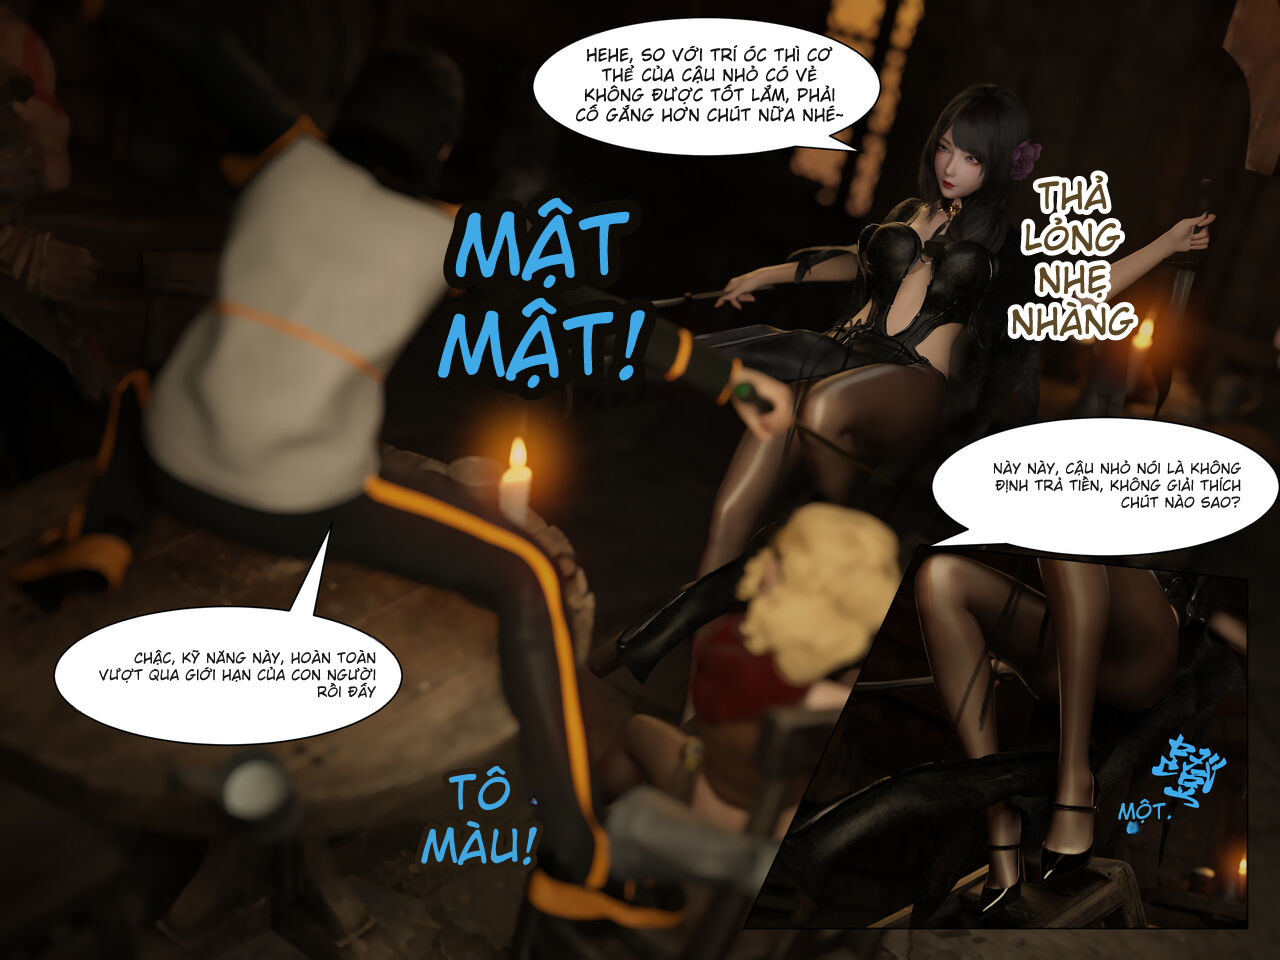 HEHE, SO VỚI TRÍ ÓC THÌ CƠ
THỂ CỦA CẬU NHỎ CÓ VẺ
KHÔNG ĐƯỢC TỐT LẮM, PHẢI
CỐ GẮNG HƠN CHÚT NỮA NHÉ~
THẢ
LỎNG
NHẸ
NHÀNG
MẬT
MẬT!
NÀY NÀY, CẬU NHỎ NÓI LÀ KHÔNG
ĐỊNH TRẢ TIỀN, KHÔNG GIẢI THÍCH
CHÚT NÀO SAO?
CHẬC, KỸ NĂNG NÀY, HOÀN TOÀN
VƯỢT QUA GIỚI HẠN CỦA CON NGƯỜI
RỒI ĐẤY
TÔ
MÀU!
MỘT.